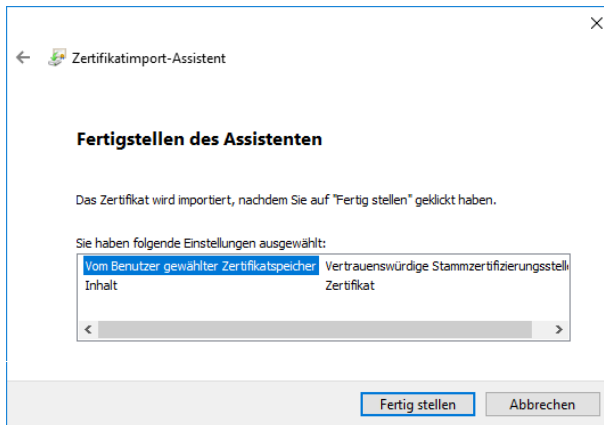 Zertifikatimport-Assistent
Fertigstellen des Assistenten
Das Zertifikat wird importiert, nachdem Sie auf "Fertig stellen" geklickt haben.
Sie haben folgende Einstellungen ausgewählt:
Vom Benutzer gewählter Zertifikatspeicher Vertrauenswürdige
Inhalt Zertifikat
Fertig stellen Abbrechen